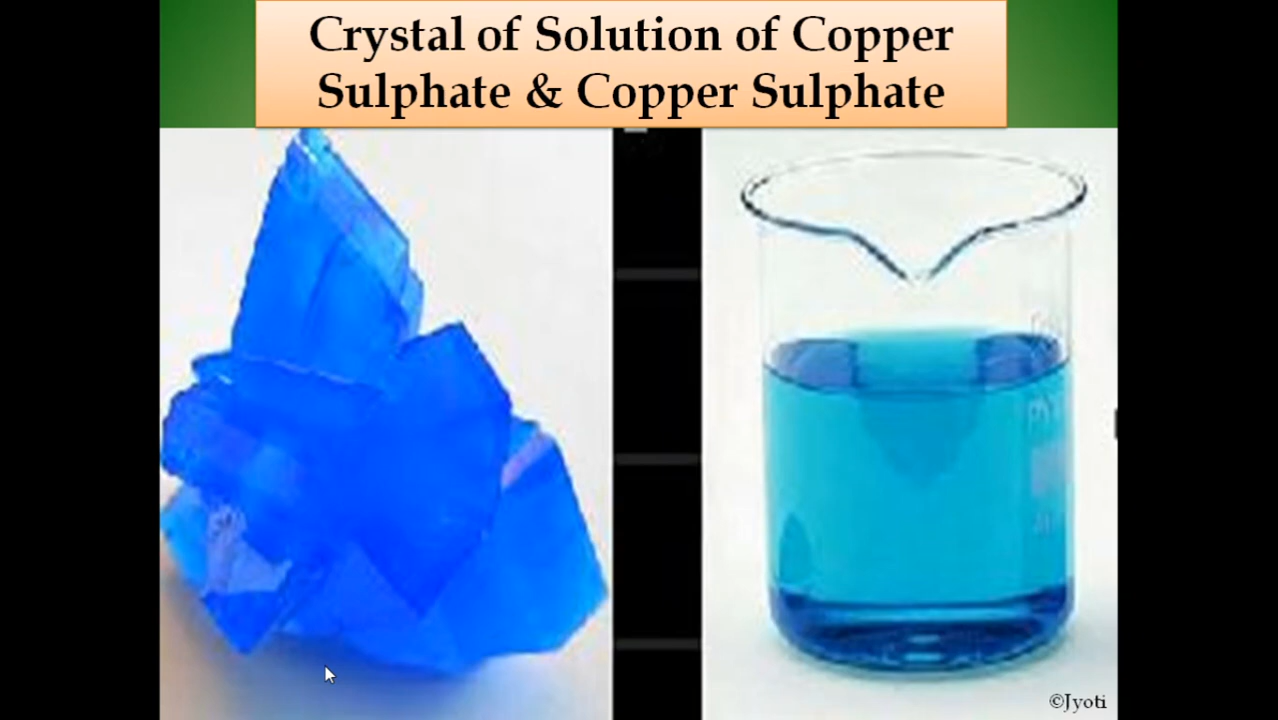 Crystal of Solution of Copper
Sulphate & Copper Sulphate
©Jyoti